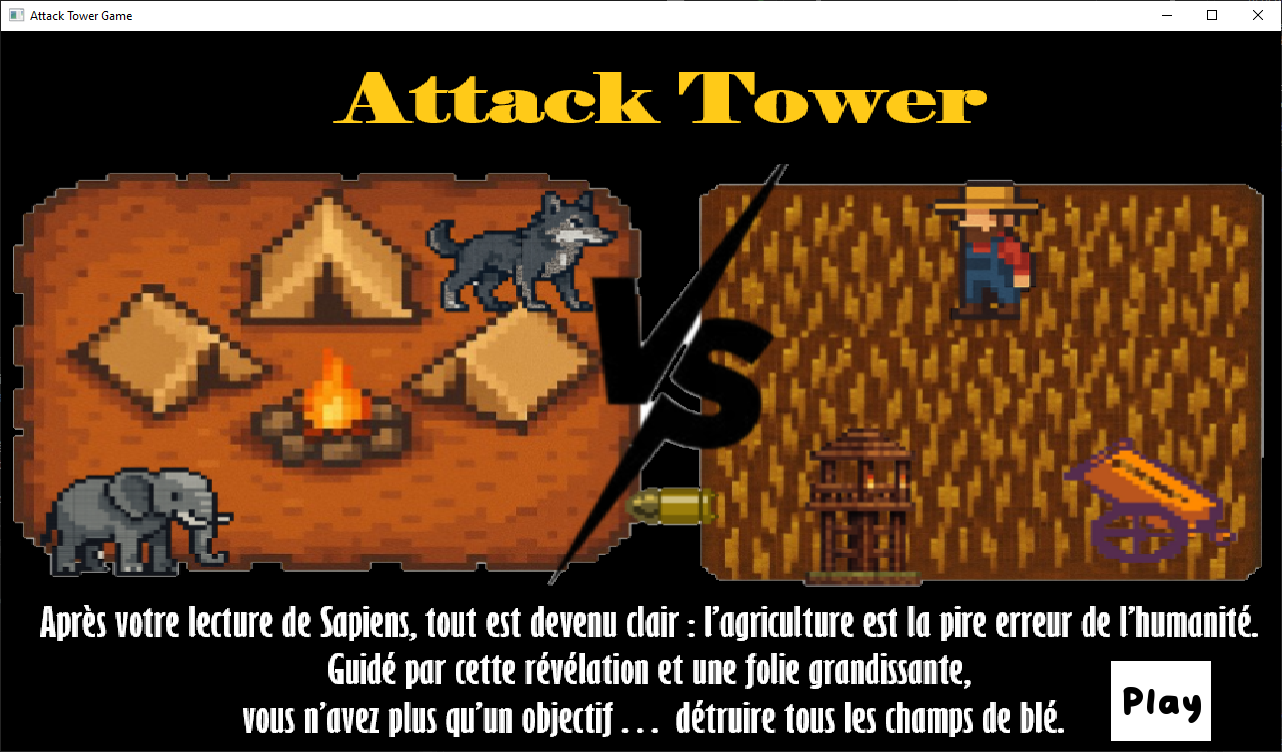 Attack Tower Game
Attack Tower
VS
Après votre lecture de Sapiens, tout est devenu clair : l'agriculture est la pire erreur de l'humanité.
Guidé par cette révélation et une folie grandissante,
vous n'avez plus qu'un objectif ... détruire tous les champs de blé.
Play